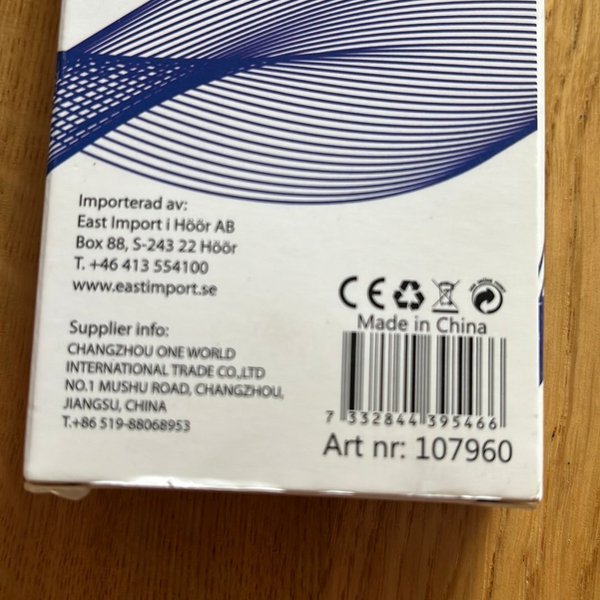 Importerad av:
East Import i Höör AB
Box 88, S-243 22 Höör
T. +46 413 554100
www.eastimport.se
Supplier info:
CHANGZHOU ONE WORLD
INTERNATIONAL TRADE CO.,LTD
NO.1 MUSHU ROAD, CHANGZHOU,
JIANGSU, CHINA
T.+86 519-88068953
CE
Made in China
7 332844 395466
Art nr: 107960